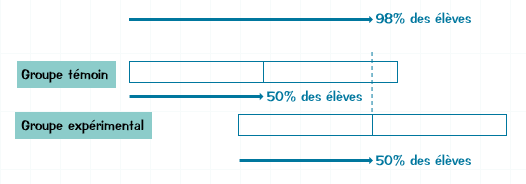 98% des élèves
Groupe témoin
50% des élèves
Groupe expérimental
50% des élèves